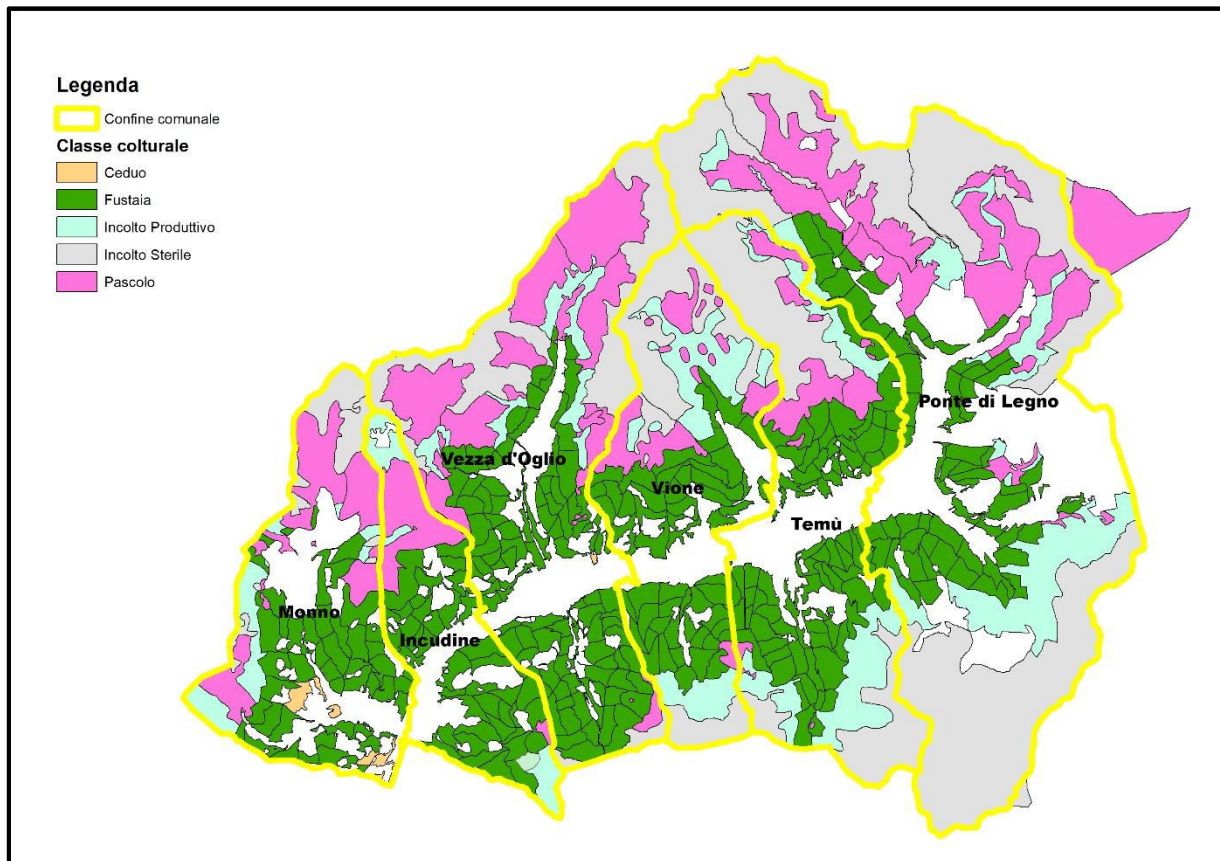 Legenda
Confine comunale
Classe colturale
Ceduo
Fustaia
Incolto Produttivo
Incolto Sterile
Pascolo
Ponte di Legno
Vezza d'Oglio
Vione
Temù
Monno
Incudine